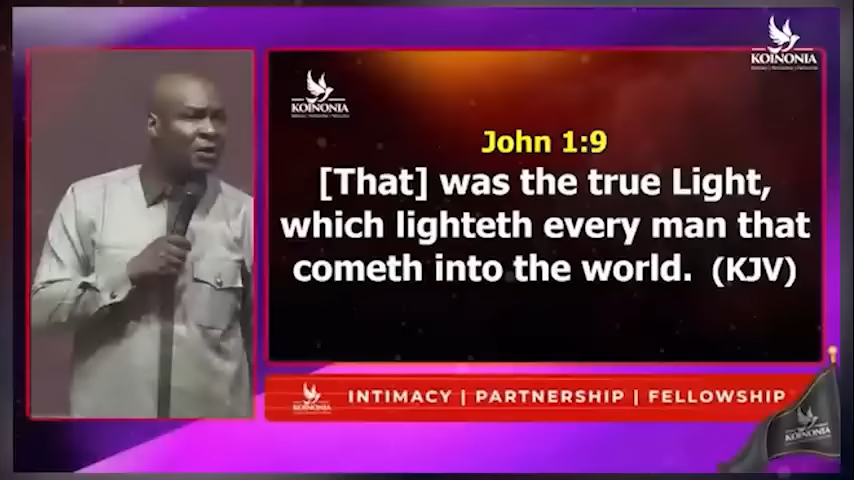 KOINONIA
KOINONIA
John 1:9
[That] was the true Light,
which lighteth every man that
cometh into the world. (KJV)
INTIMACY | PARTNERSHIP | FELLOWSHIP
KOINONIA
KOINONIA